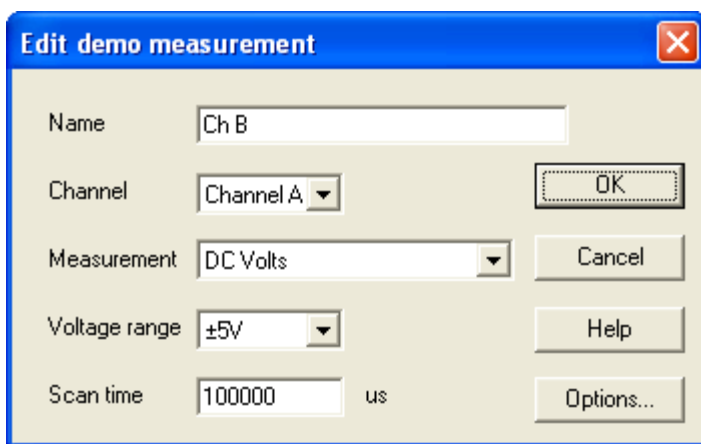 Edit demo measurement
Name Ch B
Channel Channel A OK
Measurement DC Volts Cancel
Voltage range ±5V Help
Scan time 100000 us Options...